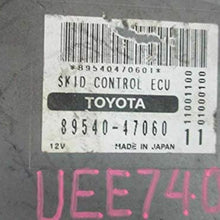 *89540470601*
SKID CONTROL ECU
TOYOTA
89540-47060
12V MADE IN JAPAN
11001100
01000100
11
UEE740